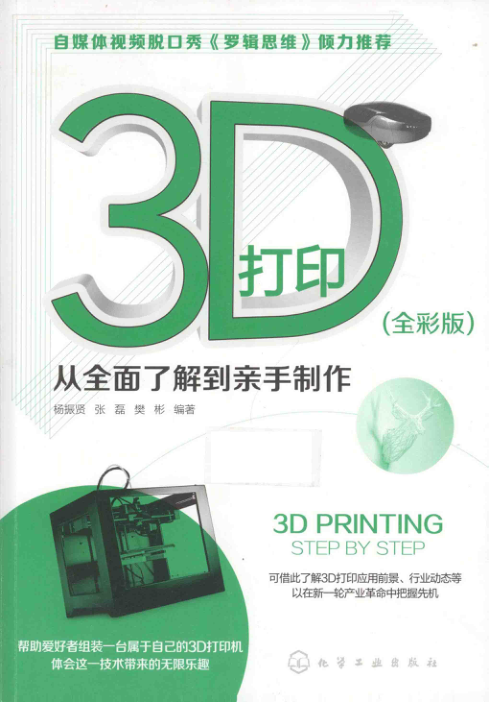 自媒体视频脱口秀《罗辑思维》倾力推荐
3D打印
(全彩版)
从全面了解到亲手制作
杨振贤 张磊 樊彬 编著
3D PRINTING
STEP BY STEP
可借此了解3D打印应用前景、行业动态等
以在新一轮产业革命中把握先机
帮助爱好者组装一台属于自己的3D打印机
体会这一技术带来的无限乐趣
化学工业出版社